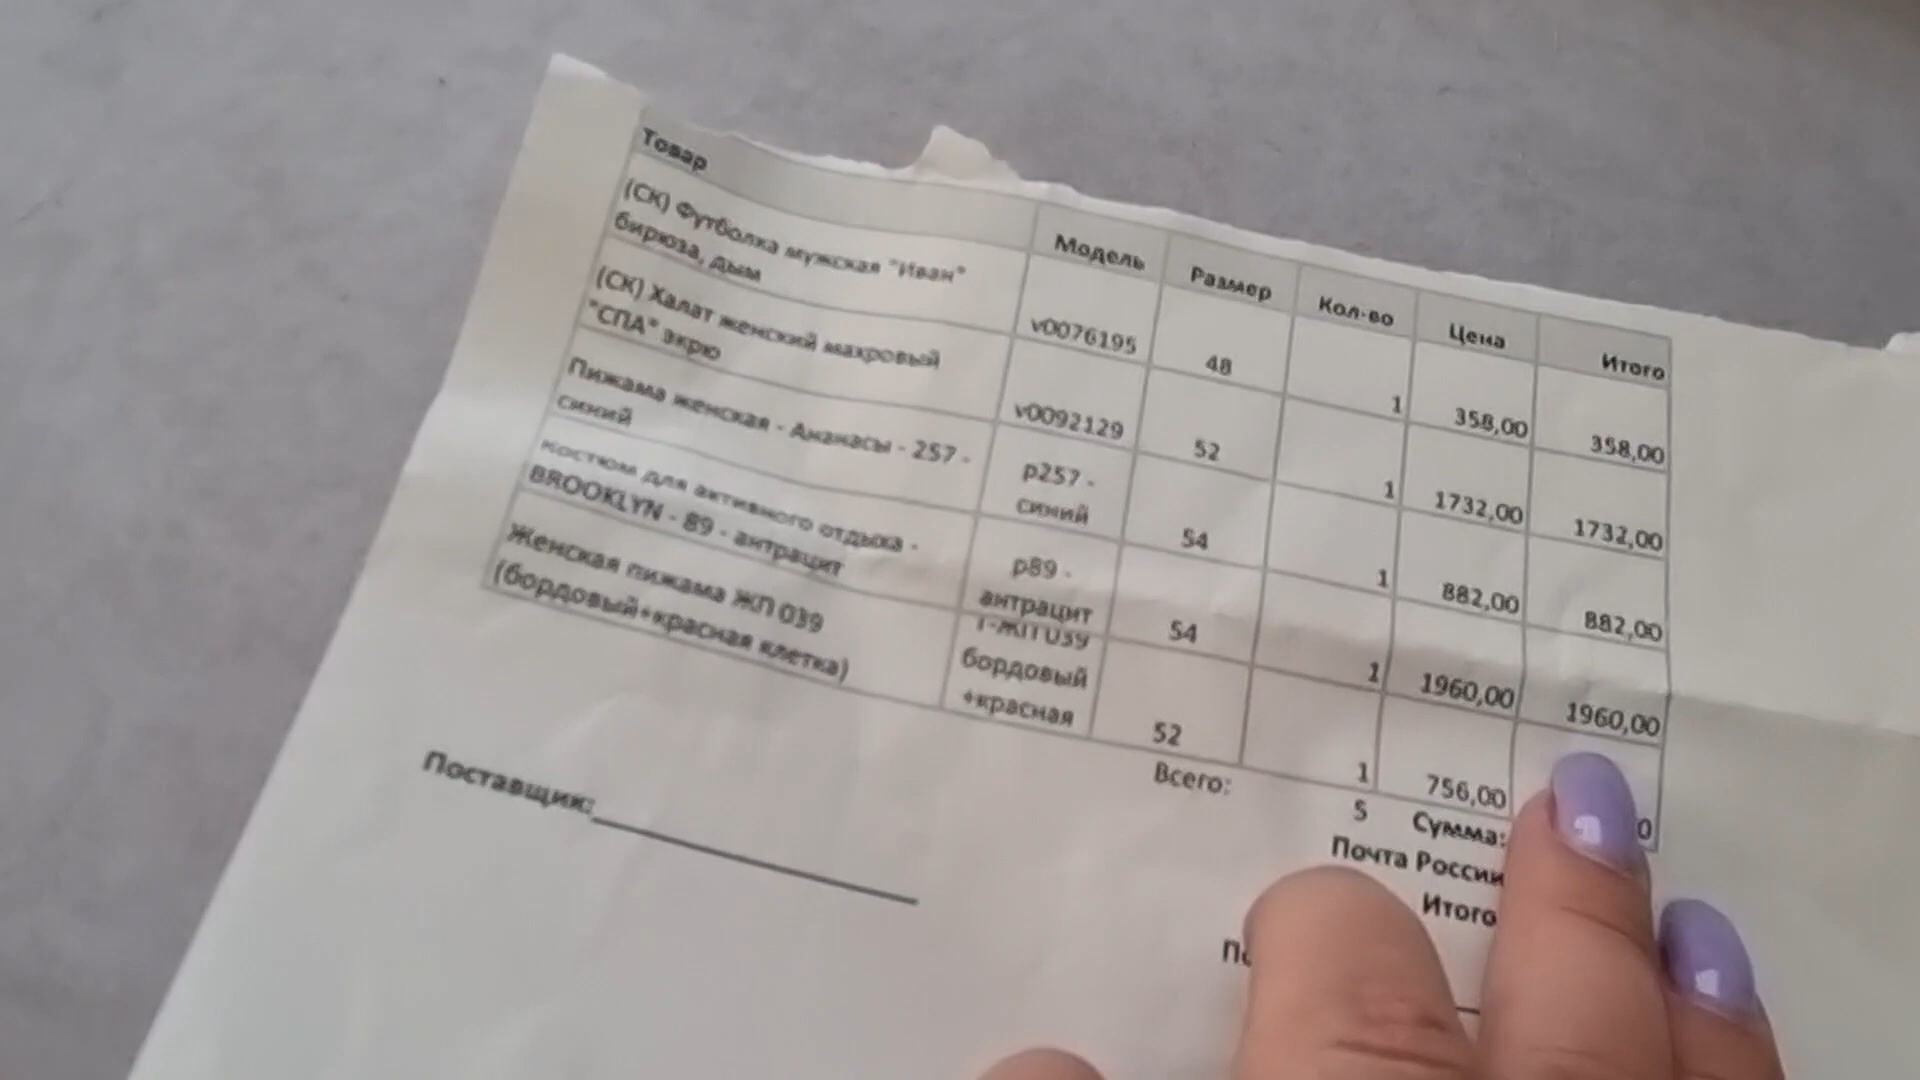 Товар Модель Размер Кол-во Цена Итого
(СК) Футболка мужская "Иван"
бирюза, дым v0076195 48 1 358,00 358,00
(СК) Халат женский махровый
"СПА" экрю v0092129 52 1 1732,00 1732,00
Пижама женская - Ананасы - 257 - р257 -
синий синий 54 1 882,00 882,00
Костюм для активного отдыха - р89 -
BROOKLYN - 89 - антрацит антрацит 54 1 1960,00 1960,00
Женская пижама ЖП 039
(бордовый+красная клетка) бордовый
+красная 52 1 756,00
Всего: 5 Сумма:
Почта России
Итого
Поставщик: